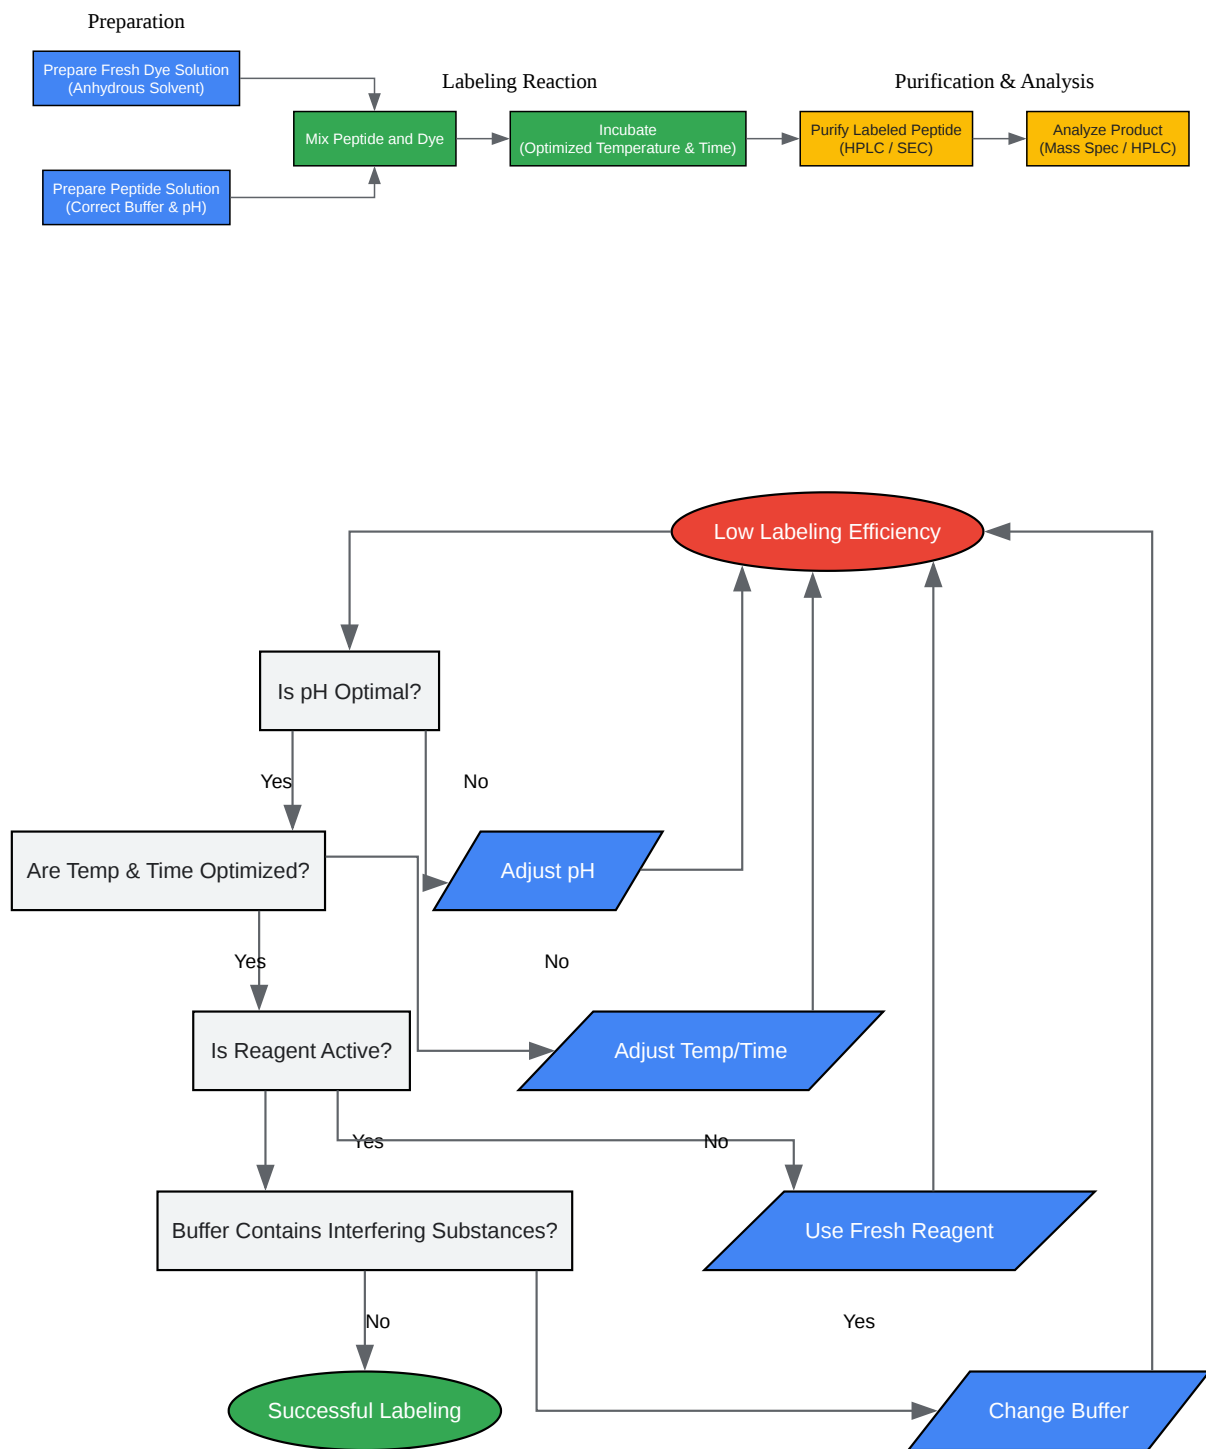 Preparation
Prepare Fresh Dye Solution
(Anhydrous Solvent)
Labeling Reaction
Purification & Analysis
Mix Peptide and Dye
Incubate
(Optimized Temperature & Time)
Purify Labeled Peptide
(HPLC / SEC)
Analyze Product
(Mass Spec / HPLC)
Prepare Peptide Solution
(Correct Buffer & pH)
Low Labeling Efficiency
Is pH Optimal?
Yes
No
Are Temp & Time Optimized?
Adjust pH
Yes
No
Is Reagent Active?
Adjust Temp/Time
Yes
No
Buffer Contains Interfering Substances?
Use Fresh Reagent
No
Yes
Successful Labeling
Change Buffer